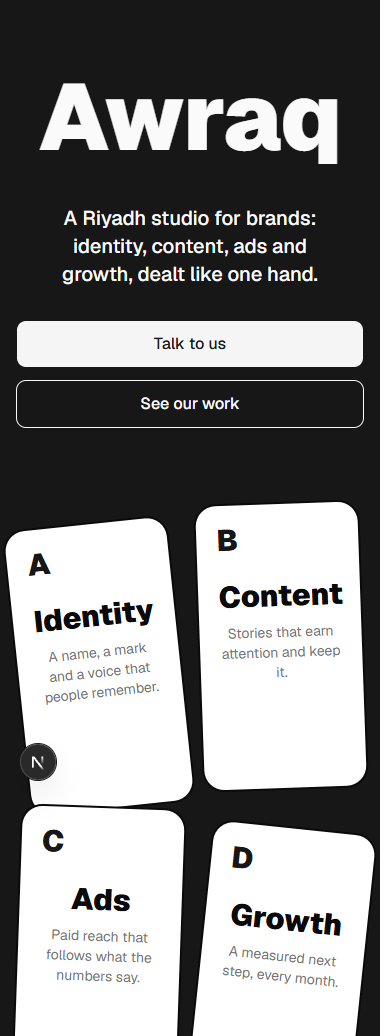 Awraq
A Riyadh studio for brands:
identity, content, ads and
growth, dealt like one hand.
Talk to us
See our work
A
Identity
A name, a mark
and a voice that
people remember.
B
Content
Stories that earn
attention and keep
it.
N
C
Ads
Paid reach that
follows what the
numbers say.
D
Growth
A measured next
step, every month.